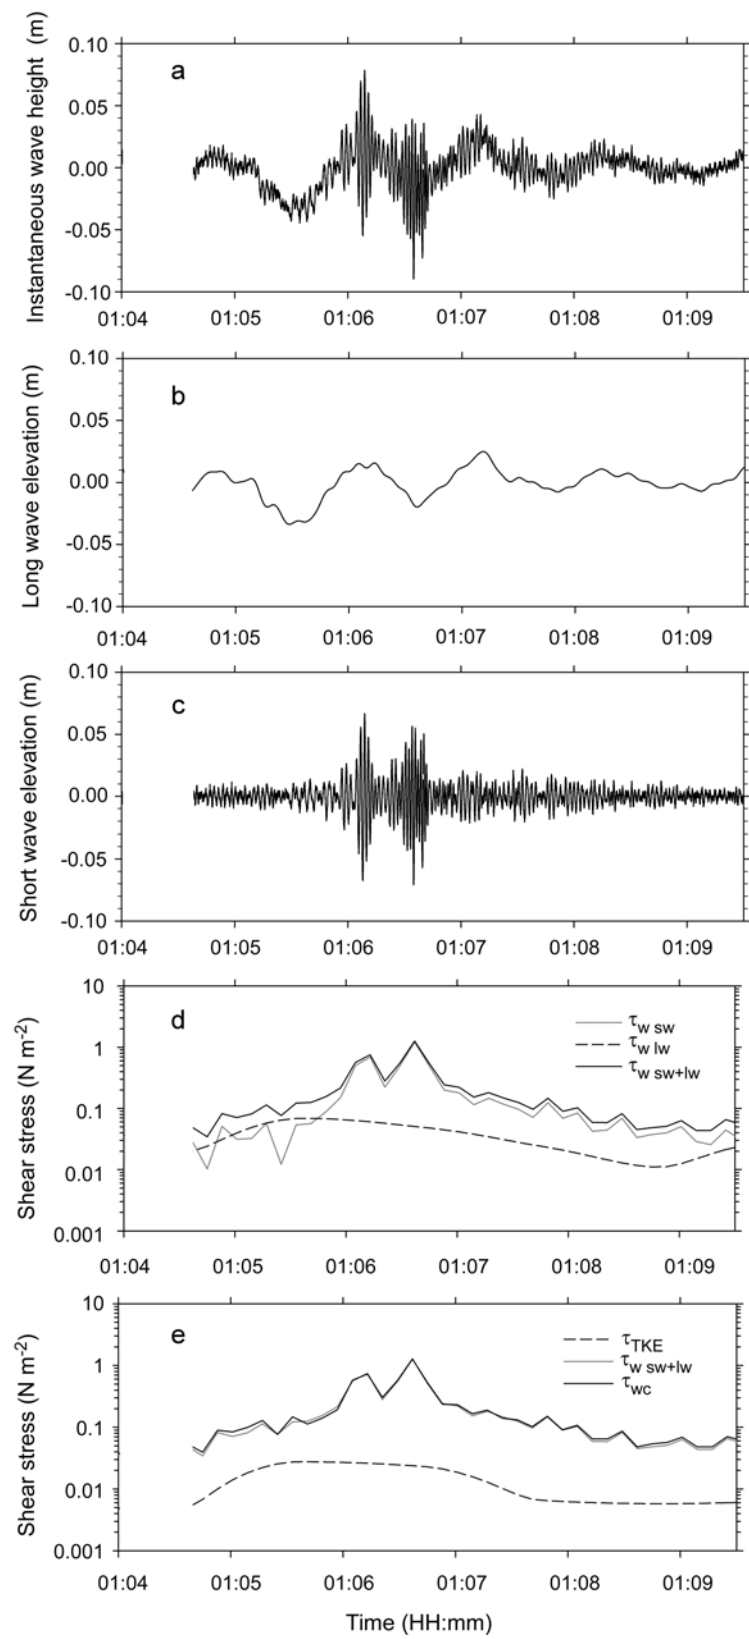 Instantaneous wave height (m)
a
0.10
0.05
0.00
-0.05
-0.10
01:04 01:05 01:06 01:07 01:08 01:09
Long wave elevation (m)
b
0.10
0.05
0.00
-0.05
-0.10
01:04 01:05 01:06 01:07 01:08 01:09
Short wave elevation (m)
c
0.10
0.05
0.00
-0.05
-0.10
01:04 01:05 01:06 01:07 01:08 01:09
Shear stress (N m⁻²)
d
10
1
0.1
0.01
0.001
τw sw
τw lw
τw sw+lw
01:04 01:05 01:06 01:07 01:08 01:09
Shear stress (N m⁻²)
e
10
1
0.1
0.01
0.001
τTKE
τw sw+lw
τwc
01:04 01:05 01:06 01:07 01:08 01:09
Time (HH:mm)